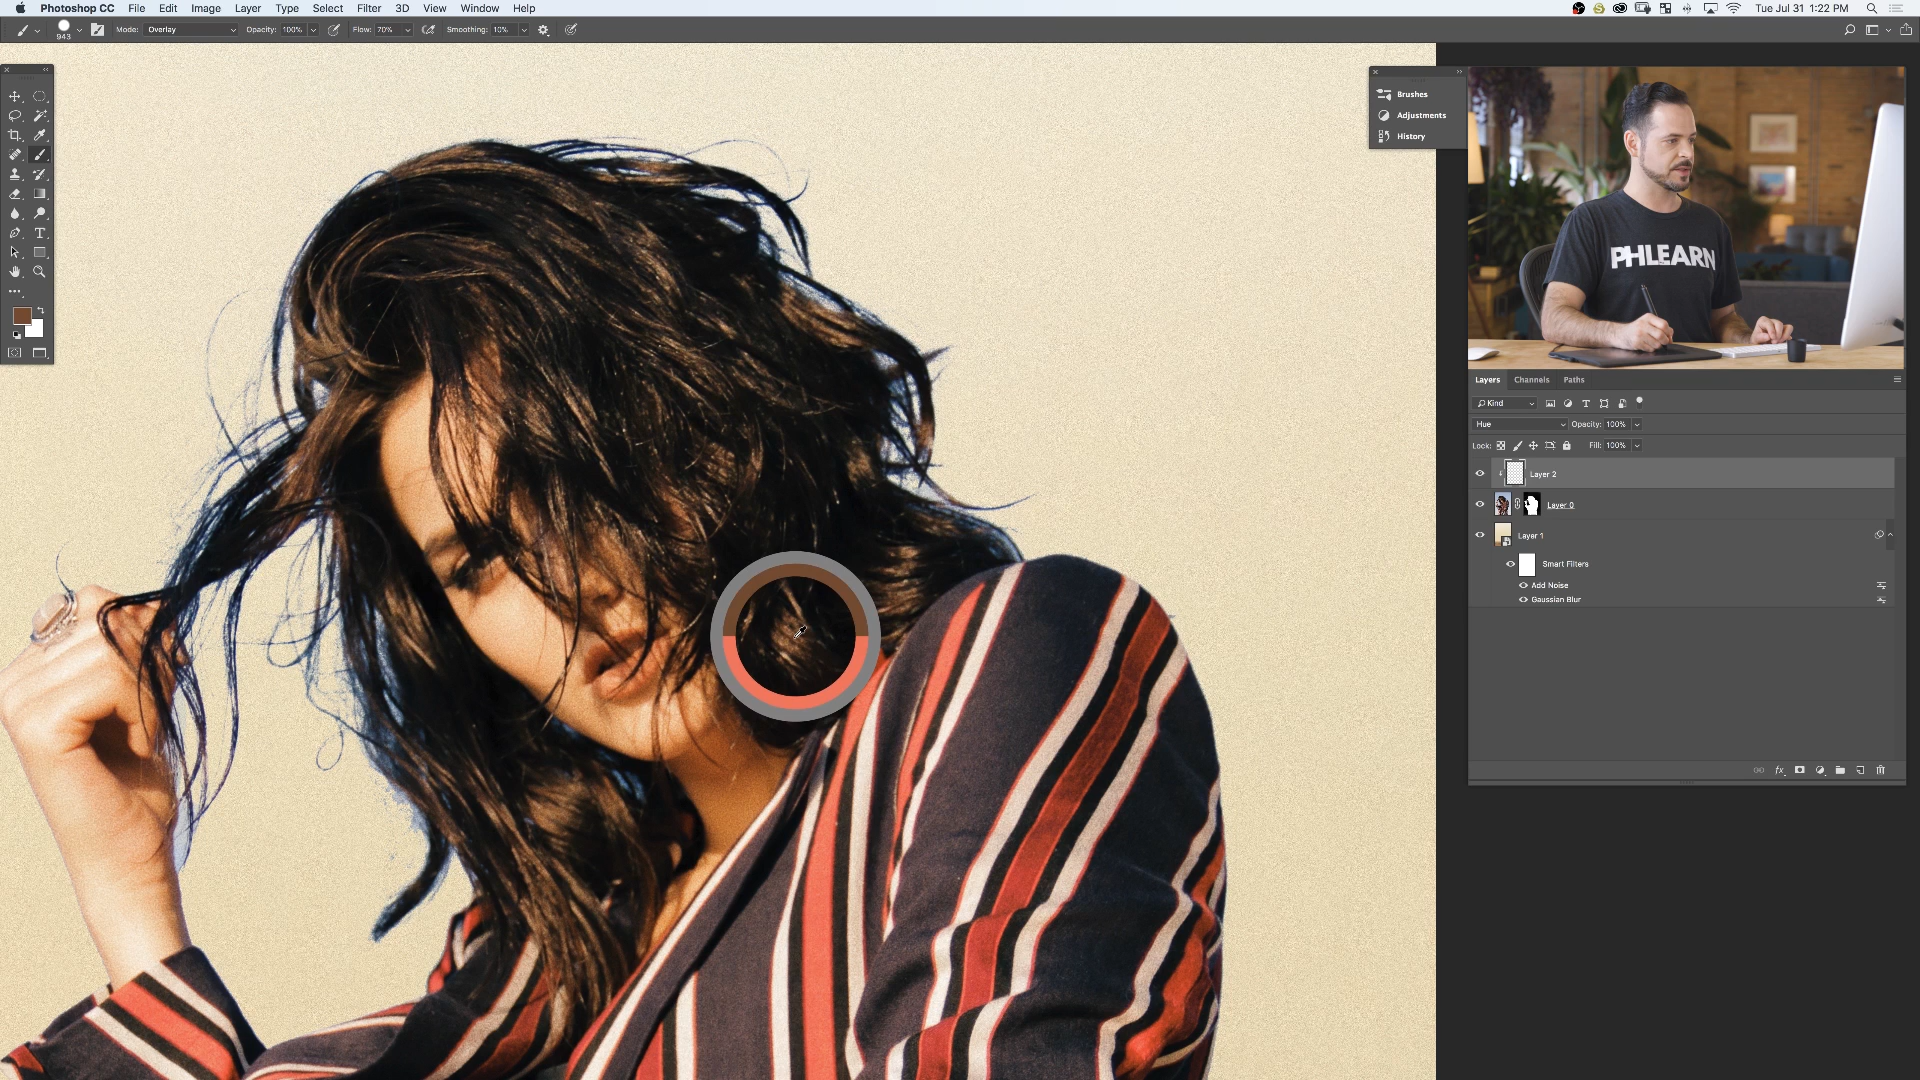 Photoshop CC File Edit Image Layer Type Select Filter 3D View Window Help Tue Jul 31 1:22 PM
943 Mode: Overlay Opacity: 100% Flow: 70% Smoothing: 10%
Brushes
Adjustments
History
PHLEARN
Layers Channels Paths
Kind
Hue Opacity: 100%
Lock: Fill: 100%
Layer 2
Layer 0
Layer 1
Smart Filters
Add Noise
Gaussian Blur